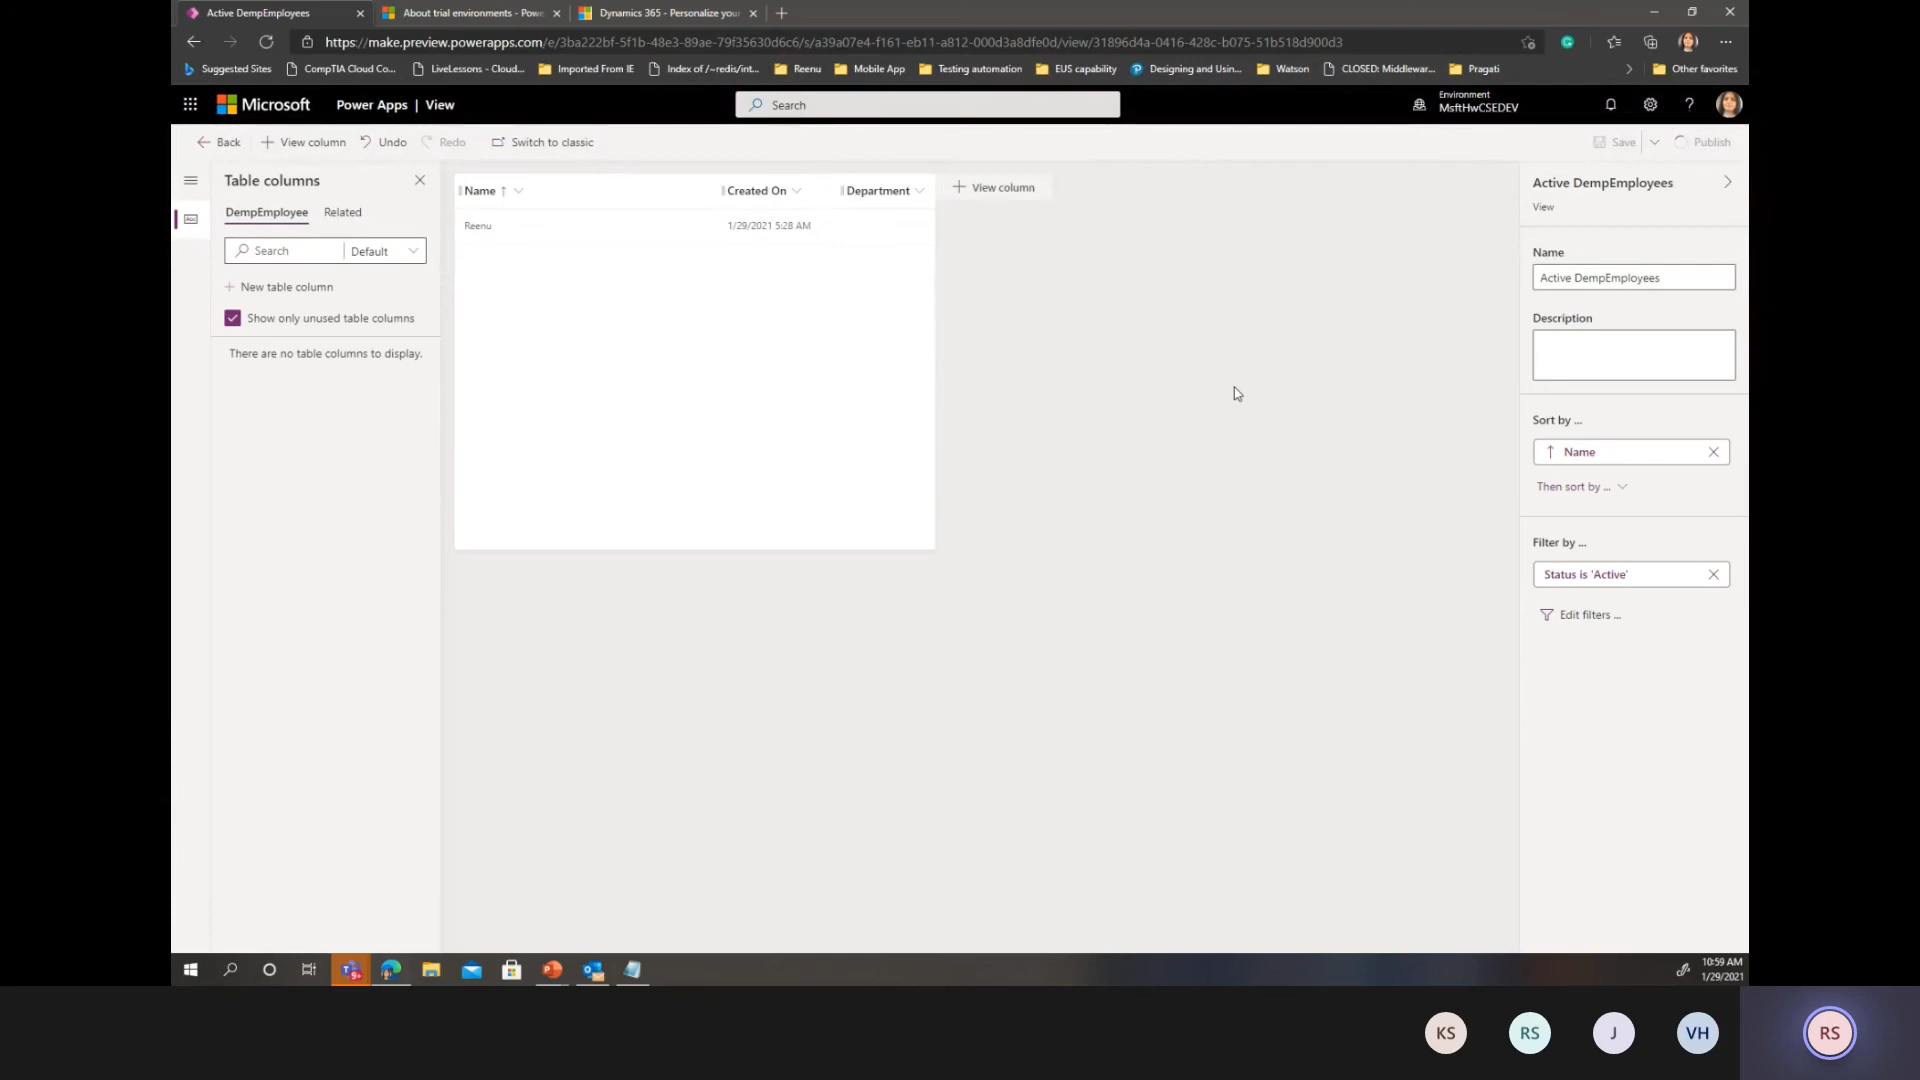 Active DempEmployees
About trial environments - Powe
Dynamics 365 - Personalize your
https://make.preview.powerapps.com/e/3ba222bf-5f1b-48e3-89ae-79f35630d6c6/s/a39a07e4-f161-eb11-a812-000d3a8dfe0d/view/31896d4a-0416-428c-b075-51b518d900d3
Suggested Sites
CompTIA Cloud Co...
LiveLessons - Cloud...
Imported From IE
Index of /~redis/int...
Reenu
Mobile App
Testing automation
EUS capability
Designing and Usin...
Watson
CLOSED: Middlewar...
Pragati
Other favorites
Microsoft
Power Apps | View
Search
Environment
MsftHwCSEDEV
Back
View column
Undo
Redo
Switch to classic
Save
Publish
Table columns
DempEmployee
Related
Search
Default
New table column
Show only unused table columns
There are no table columns to display.
Name
Created On
Department
View column
Reenu
1/29/2021 5:28 AM
Active DempEmployees
View
Name
Active DempEmployees
Description
Sort by ...
Name
Then sort by ...
Filter by ...
Status is 'Active'
Edit filters ...
Abc
9+
10:59 AM
1/29/2021
KS
RS
J
VH
RS